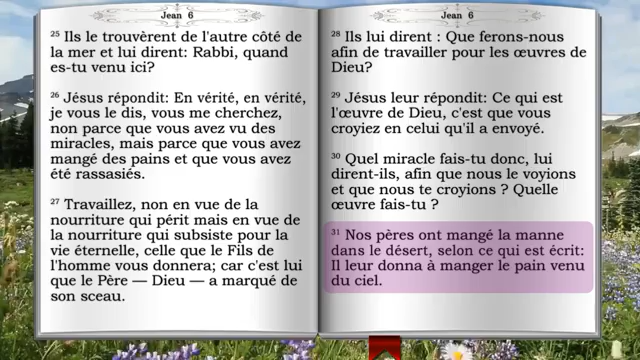 Jean 6
25 Ils le trouvèrent de l'autre côté de
la mer et lui dirent: Rabbi, quand
es-tu venu ici?
26 Jésus répondit: En vérité, en vérité,
je vous le dis, vous me cherchez,
non parce que vous avez vu des
miracles, mais parce que vous avez
mangé des pains et que vous avez
été rassasiés.
27 Travaillez, non en vue de la
nourriture qui périt mais en vue de
la nourriture qui subsiste pour la
vie éternelle, celle que le Fils de
l'homme vous donnera; car c'est lui
que le Père — Dieu — a marqué de
son sceau.
Jean 6
28 Ils lui dirent : Que ferons-nous
afin de travailler pour les œuvres de
Dieu?
29 Jésus leur répondit: Ce qui est
l'œuvre de Dieu, c'est que vous
croyiez en celui qu'il a envoyé.
30 Quel miracle fais-tu donc, lui
dirent-ils, afin que nous le voyions
et que nous te croyions ? Quelle
œuvre fais-tu ?
31 Nos pères ont mangé la manne
dans le désert, selon ce qui est écrit:
Il leur donna à manger le pain venu
du ciel.